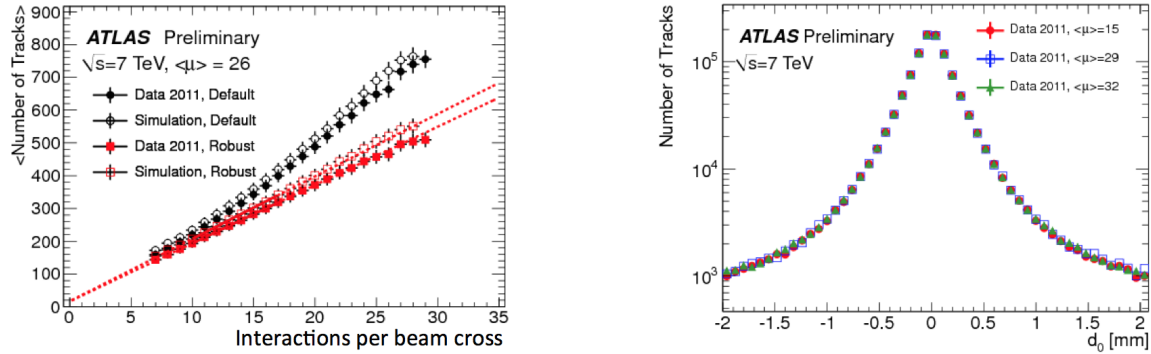 <Number of Tracks>
900
800
700
600
500
400
300
200
100
0
ATLAS Preliminary
√s=7 TeV, <μ> = 26
Data 2011, Default
Simulation, Default
Data 2011, Robust
Simulation, Robust
0 5 10 15 20 25 30 35
Interactions per beam cross
Number of Tracks
10⁵
10⁴
10³
ATLAS Preliminary
√s=7 TeV
Data 2011, <μ>=15
Data 2011, <μ>=29
Data 2011, <μ>=32
-2 -1.5 -1 -0.5 0 0.5 1 1.5 2
d₀ [mm]